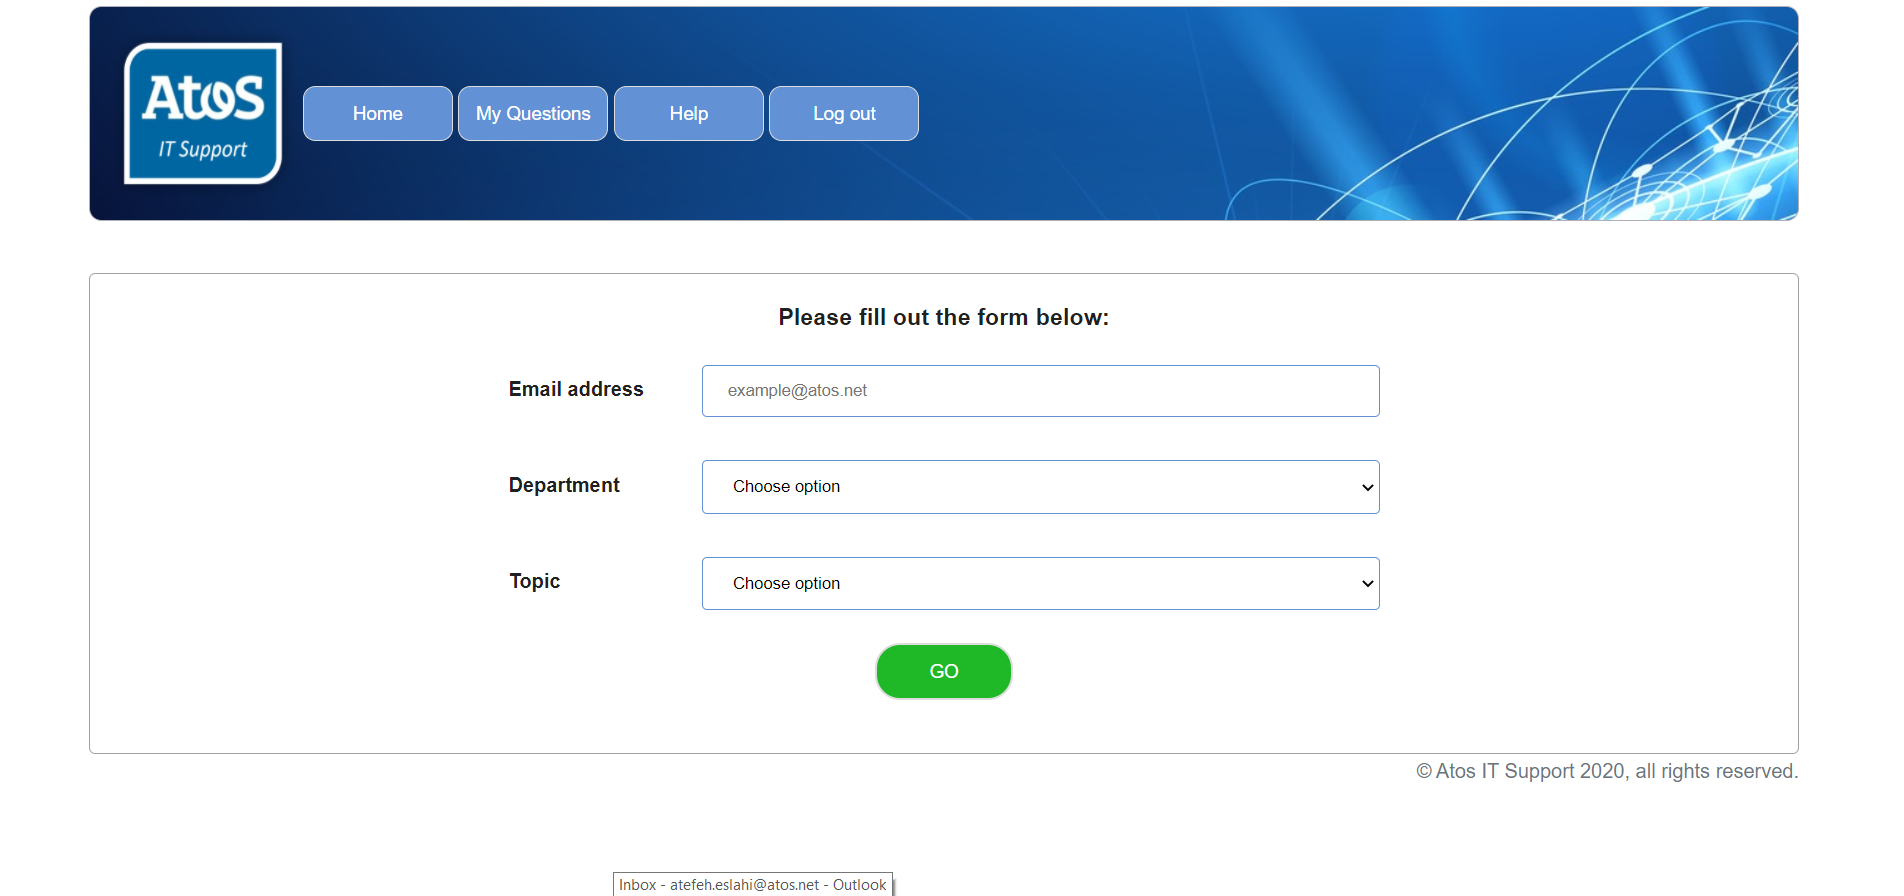 Atos
IT Support
Home
My Questions
Help
Log out
Please fill out the form below:
Email address
example@atos.net
Department
Choose option
Topic
Choose option
GO
© Atos IT Support 2020, all rights reserved.
Inbox - atefeh.eslahi@atos.net - Outlook